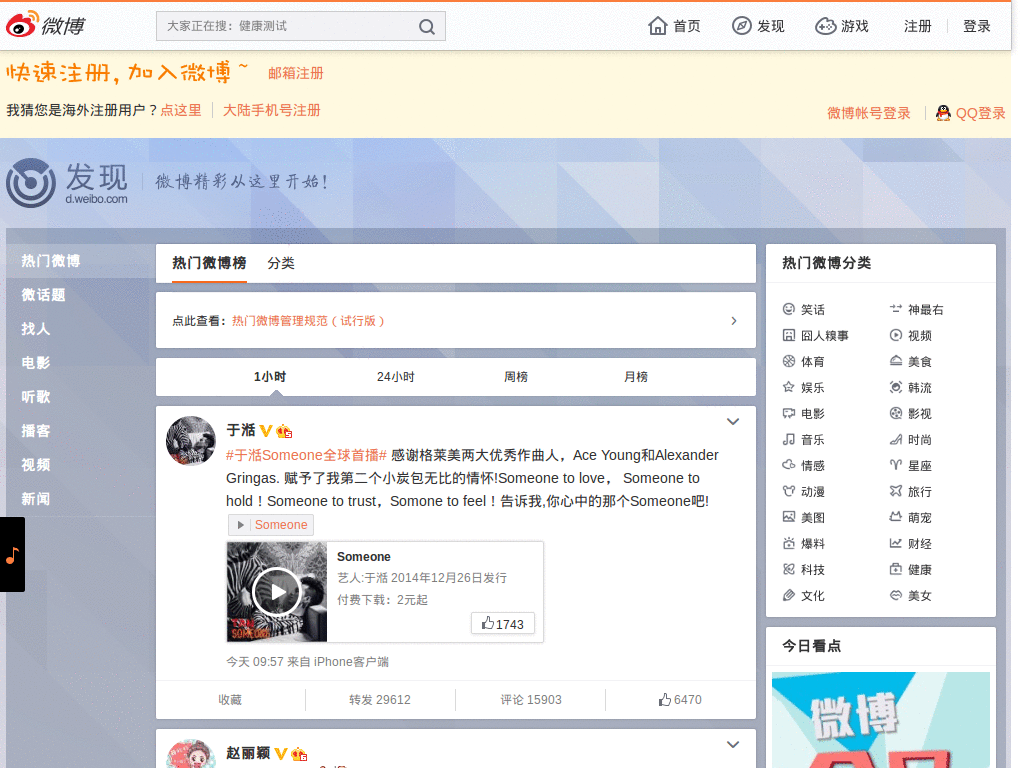 微博
大家正在搜：健康测试
首页
发现
游戏
注册
登录
快速注册，加入微博~
邮箱注册
我猜您是海外注册用户？点这里
大陆手机号注册
微博帐号登录
QQ登录
发现
d.weibo.com
微博精彩从这里开始！
热门微博
微话题
找人
电影
听歌
播客
视频
新闻
热门微博榜
分类
点此查看：热门微博管理规范（试行版）
1小时
24小时
周榜
月榜
于湉
#于湉Someone全球首播# 感谢格莱美两大优秀作曲人，Ace Young和Alexander
Gringas. 赋予了我第二个小炭包无比的情怀!Someone to love， Someone to
hold！Someone to trust，Somone to feel！告诉我,你心中的那个Someone吧!
Someone
SOMEONE
Someone
艺人:于湉 2014年12月26日发行
付费下载：2元起
1743
今天 09:57 来自 iPhone客户端
收藏
转发 29612
评论 15903
6470
赵丽颖
热门微博分类
笑话
神最右
囧人糗事
视频
体育
美食
娱乐
韩流
电影
影视
音乐
时尚
情感
星座
动漫
旅行
美图
萌宠
爆料
财经
科技
健康
文化
美女
今日看点
微博